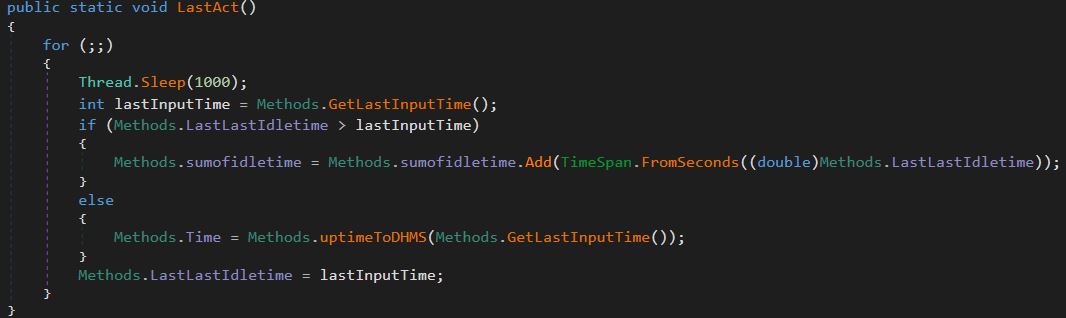 public static void LastAct()
{
for (;;)
{
Thread.Sleep(1000);
int lastInputTime = Methods.GetLastInputTime();
if (Methods.LastLastIdletime > lastInputTime)
{
Methods.sumofidletime = Methods.sumofidletime.Add(TimeSpan.FromSeconds((double)Methods.LastLastIdletime));
}
else
{
Methods.Time = Methods.uptimeToDHMS(Methods.GetLastInputTime());
}
Methods.LastLastIdletime = lastInputTime;
}
}